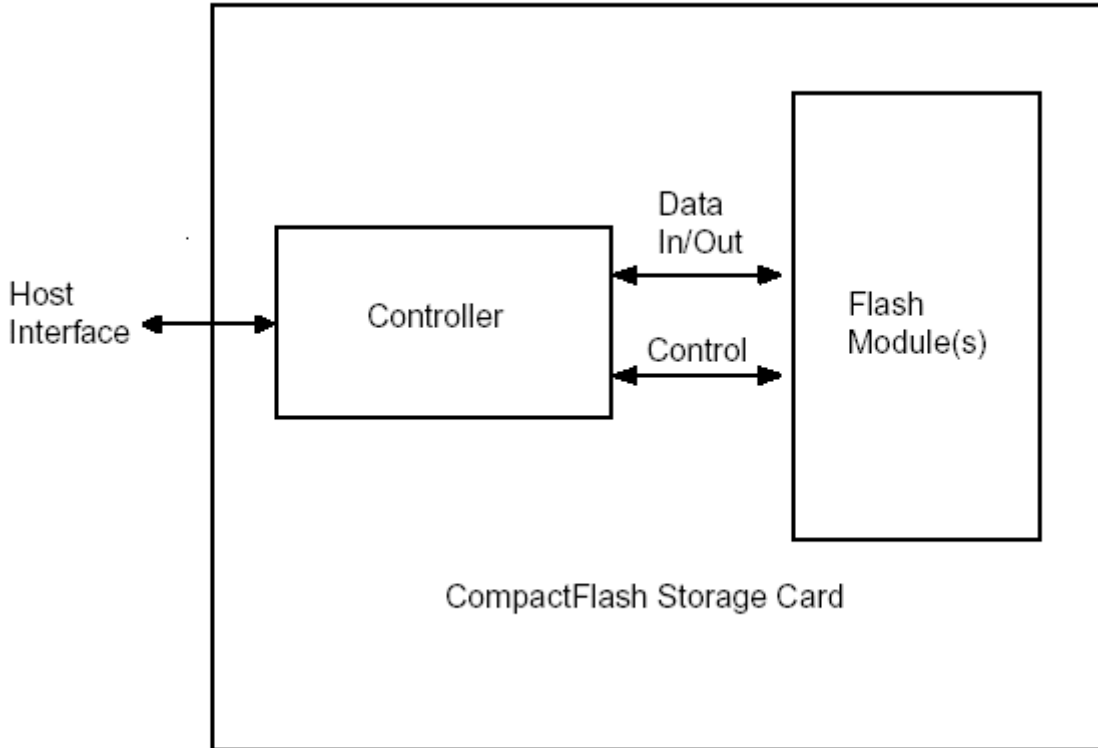 Host
Interface
Controller
Data
In/Out
Control
Flash
Module(s)
CompactFlash Storage Card